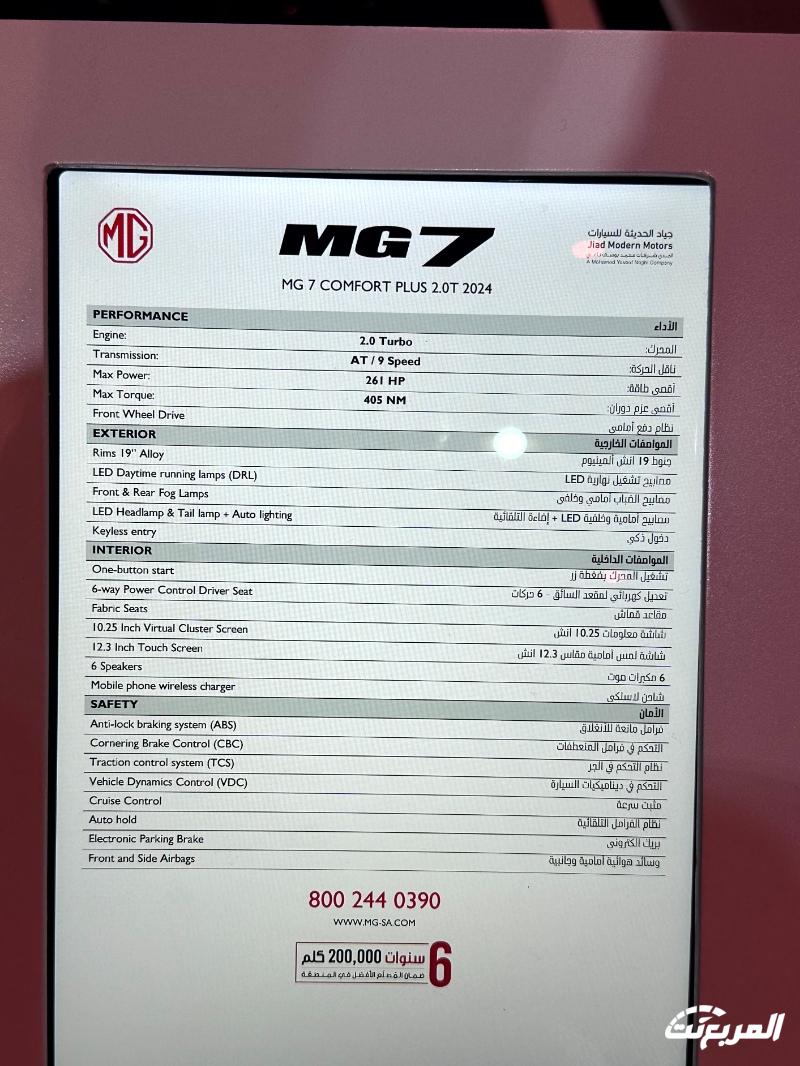 MG
MG7
جياد الحديثة للسيارات
Jiad Modern Motors
A Mohamed Yousuf Naghi Company
MG 7 COMFORT PLUS 2.0T 2024
PERFORMANCE الأداء
Engine: 2.0 Turbo المحرك:
Transmission: AT / 9 Speed ناقل الحركة:
Max Power: 261 HP أقصى طاقة:
Max Torque: 405 NM أقصى عزم دوران:
Front Wheel Drive نظام دفع أمامي
EXTERIOR المواصفات الخارجية
Rims 19" Alloy جنوط 19 انش ألمينيوم
LED Daytime running lamps (DRL) مصابيح تشغيل نهارية LED
Front & Rear Fog Lamps مصابيح الضباب أمامي وخلفي
LED Headlamp & Tail lamp + Auto lighting مصابيح أمامية وخلفية LED + إضاءة التلقائية
Keyless entry دخول ذكي
INTERIOR المواصفات الداخلية
One-button start تشغيل المحرك بضغطة زر
6-way Power Control Driver Seat تعديل كهربائي لمقعد السائق - 6 حركات
Fabric Seats مقاعد قماش
10.25 Inch Virtual Cluster Screen شاشة معلومات 10.25 انش
12.3 Inch Touch Screen شاشة لمس أمامية مقاس 12.3 انش
6 Speakers 6 مكبرات صوت
Mobile phone wireless charger شاحن لاسلكي
SAFETY الأمان
Anti-lock braking system (ABS) فرامل مانعة للانغلاق
Cornering Brake Control (CBC) التحكم في فرامل المنعطفات
Traction control system (TCS) نظام التحكم في الجر
Vehicle Dynamics Control (VDC) التحكم في ديناميكيات السيارة
Cruise Control مثبت سرعة
Auto hold نظام الفرامل التلقائية
Electronic Parking Brake بريك الكتروني
Front and Side Airbags وسائد هوائية أمامية وجانبية
800 244 0390
WWW.MG-SA.COM
6 سنوات 200,000 كلم
ضمان المصنع الأفضل في المنطقة
المربع نت